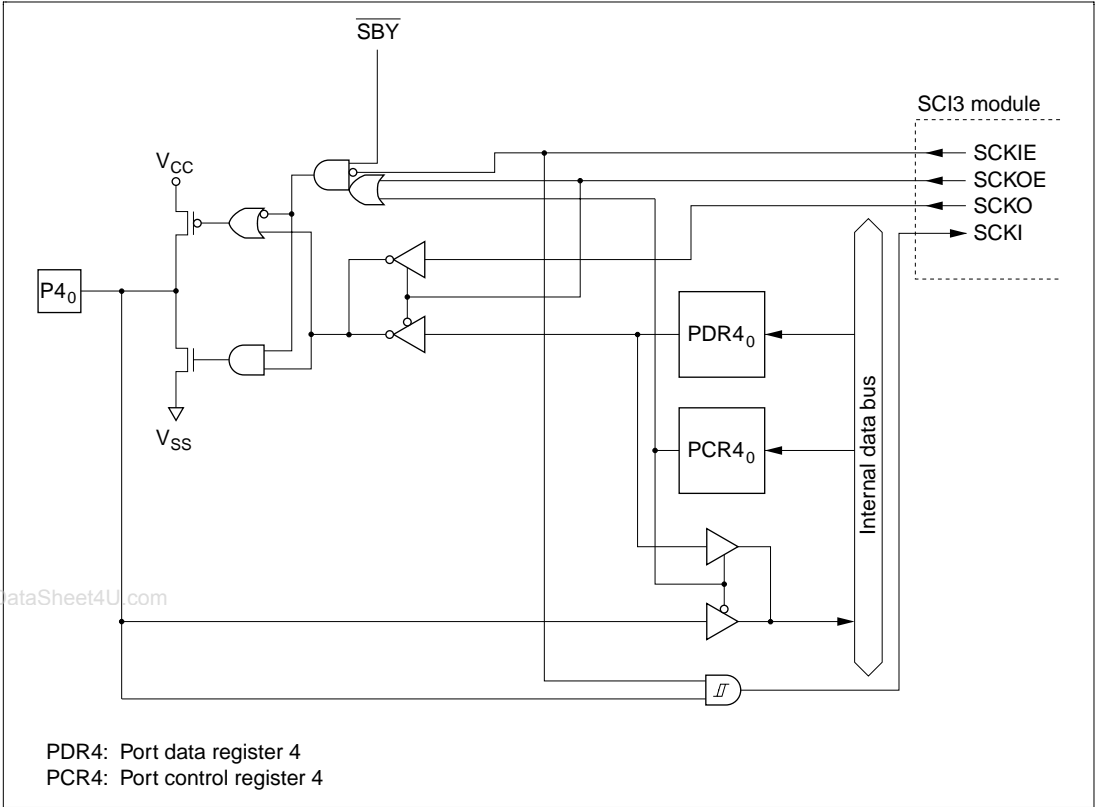 SBY
SCI3 module
SCKIE
SCKOE
SCKO
SCKI
VCC
P40
VSS
PDR40
PCR40
Internal data bus
DataSheet4U.com
PDR4: Port data register 4
PCR4: Port control register 4